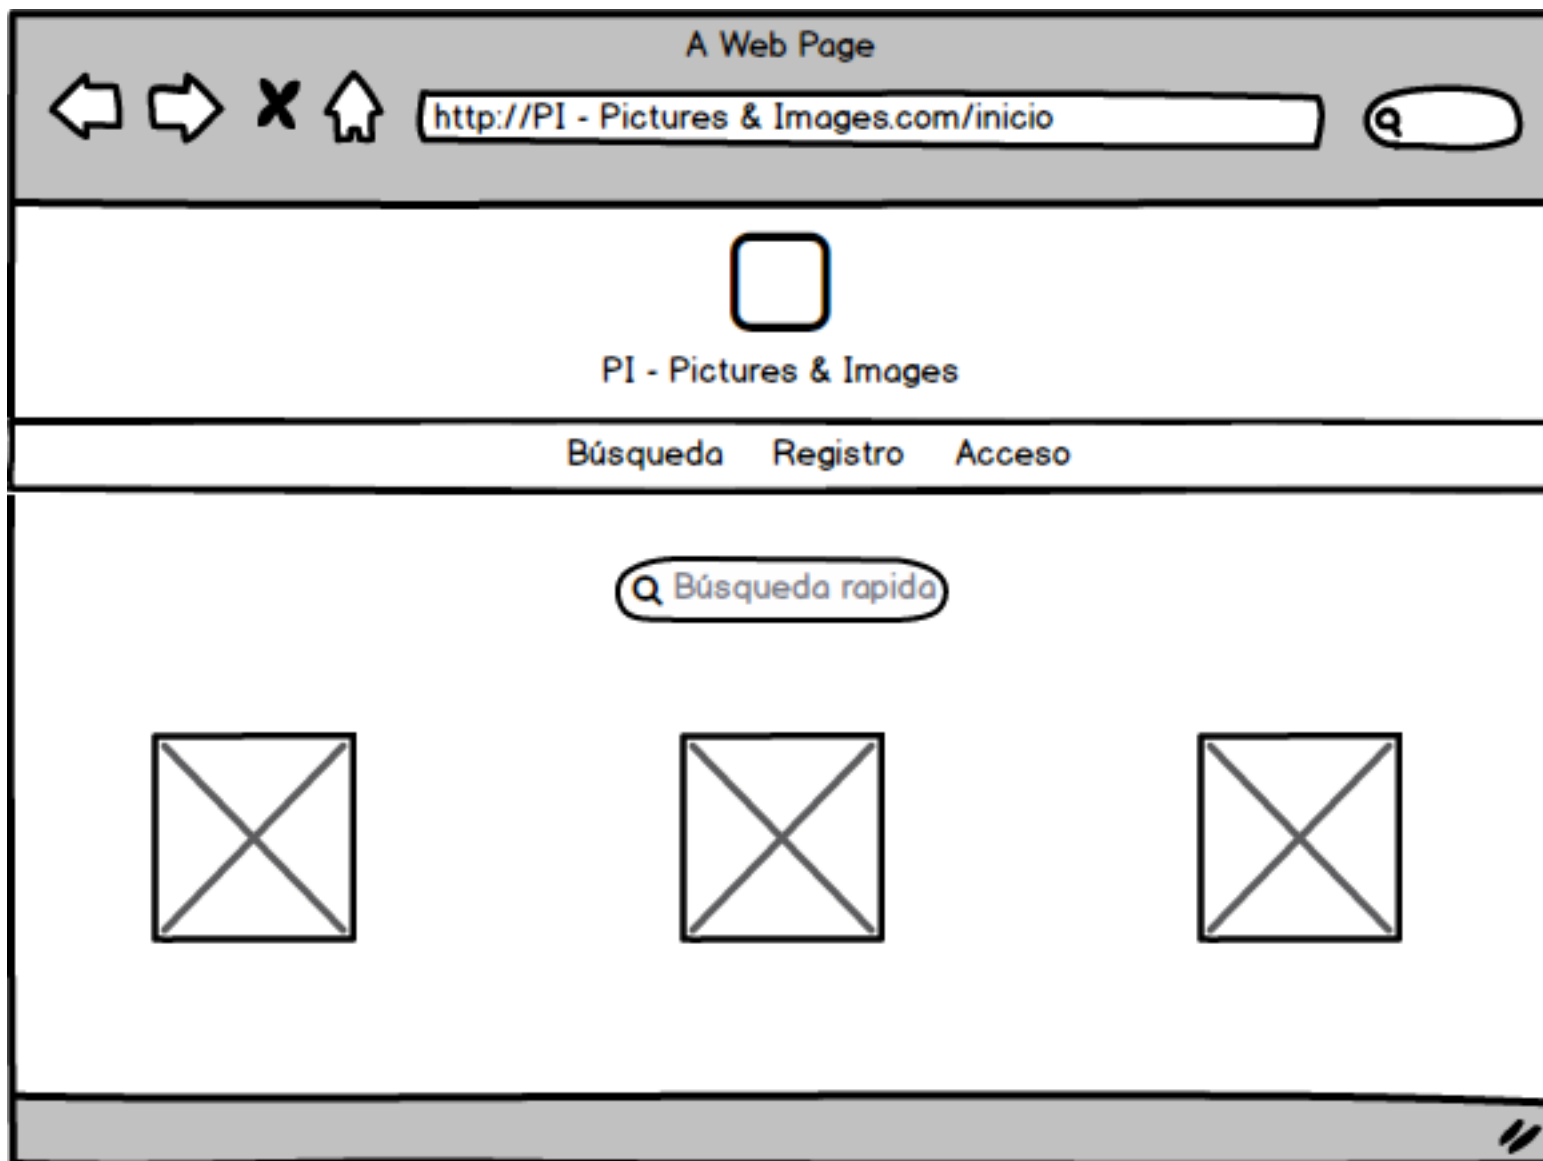 A Web Page
http://PI - Pictures & Images.com/inicio
PI - Pictures & Images
Búsqueda Registro Acceso
Búsqueda rapida